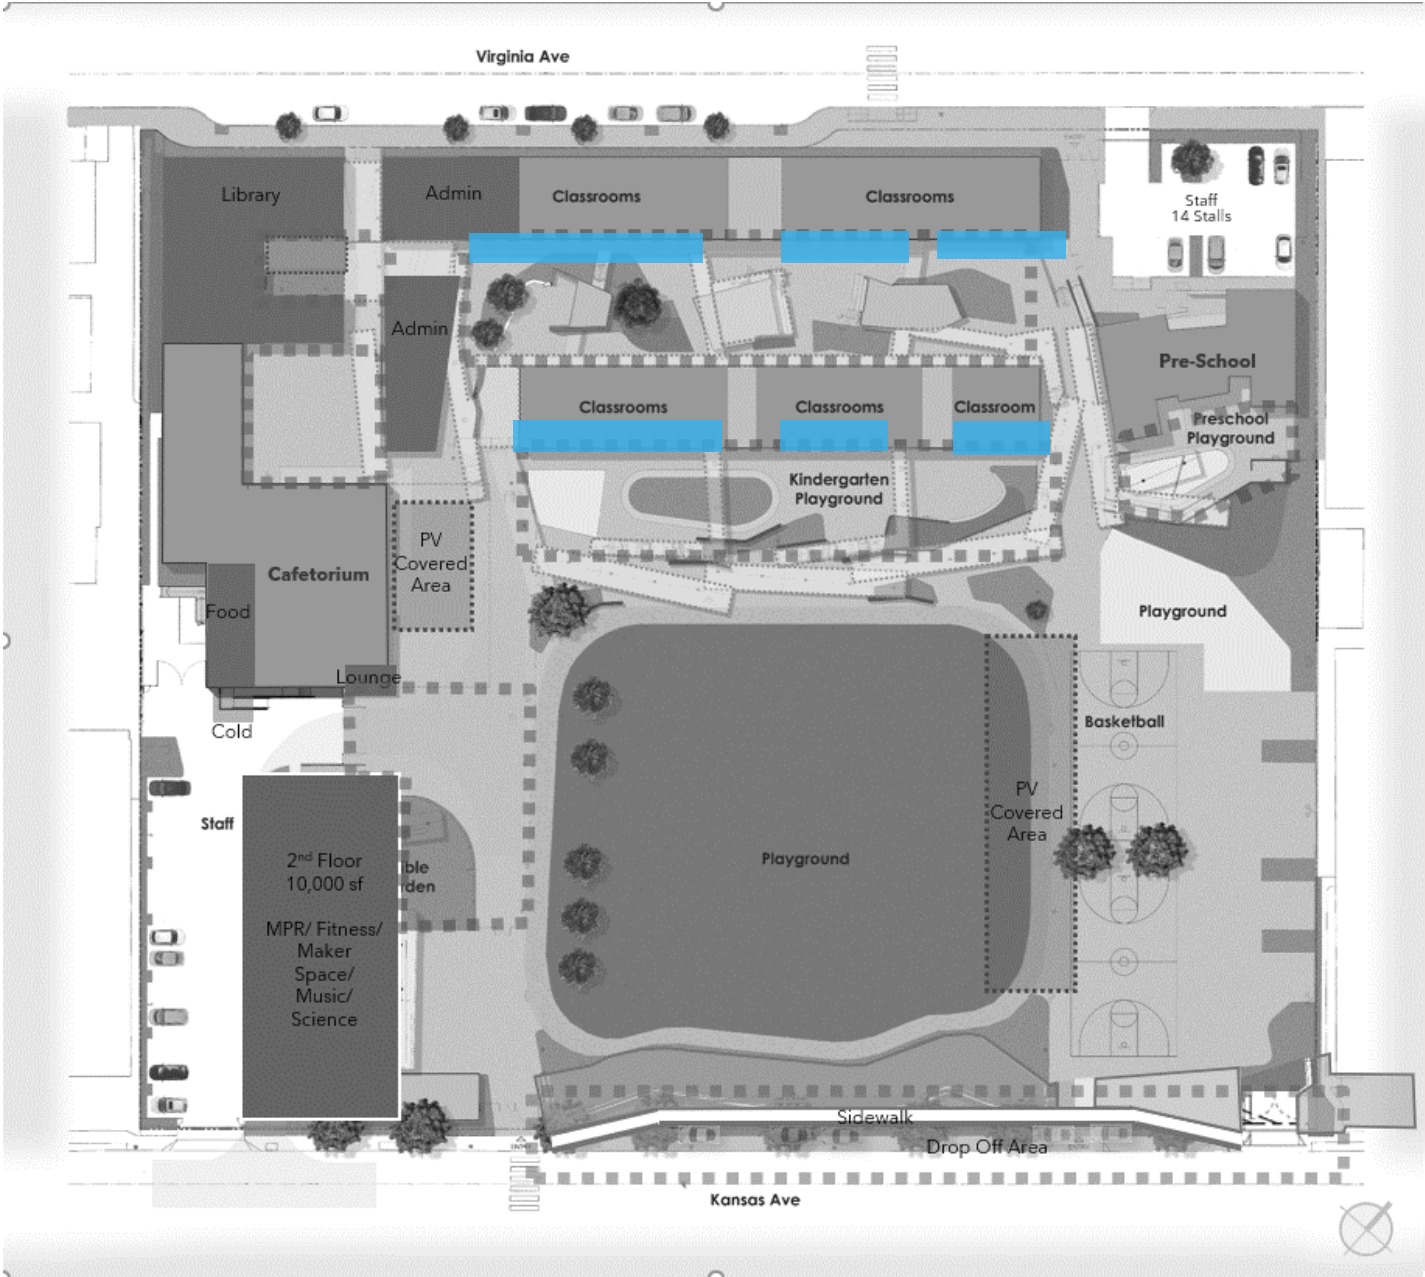 Virginia Ave
Library
Admin
Classrooms
Classrooms
Staff
14 Stalls
Admin
Pre-School
Classrooms
Classrooms
Classroom
Preschool
Playground
Kindergarten
Playground
PV
Covered
Area
Cafetorium
Food
Playground
Lounge
Cold
Basketball
PV
Covered
Area
Staff
2nd Floor
10,000 sf
MPR/ Fitness/
Maker
Space/
Music/
Science
ble
den
Playground
Sidewalk
Drop Off Area
Kansas Ave